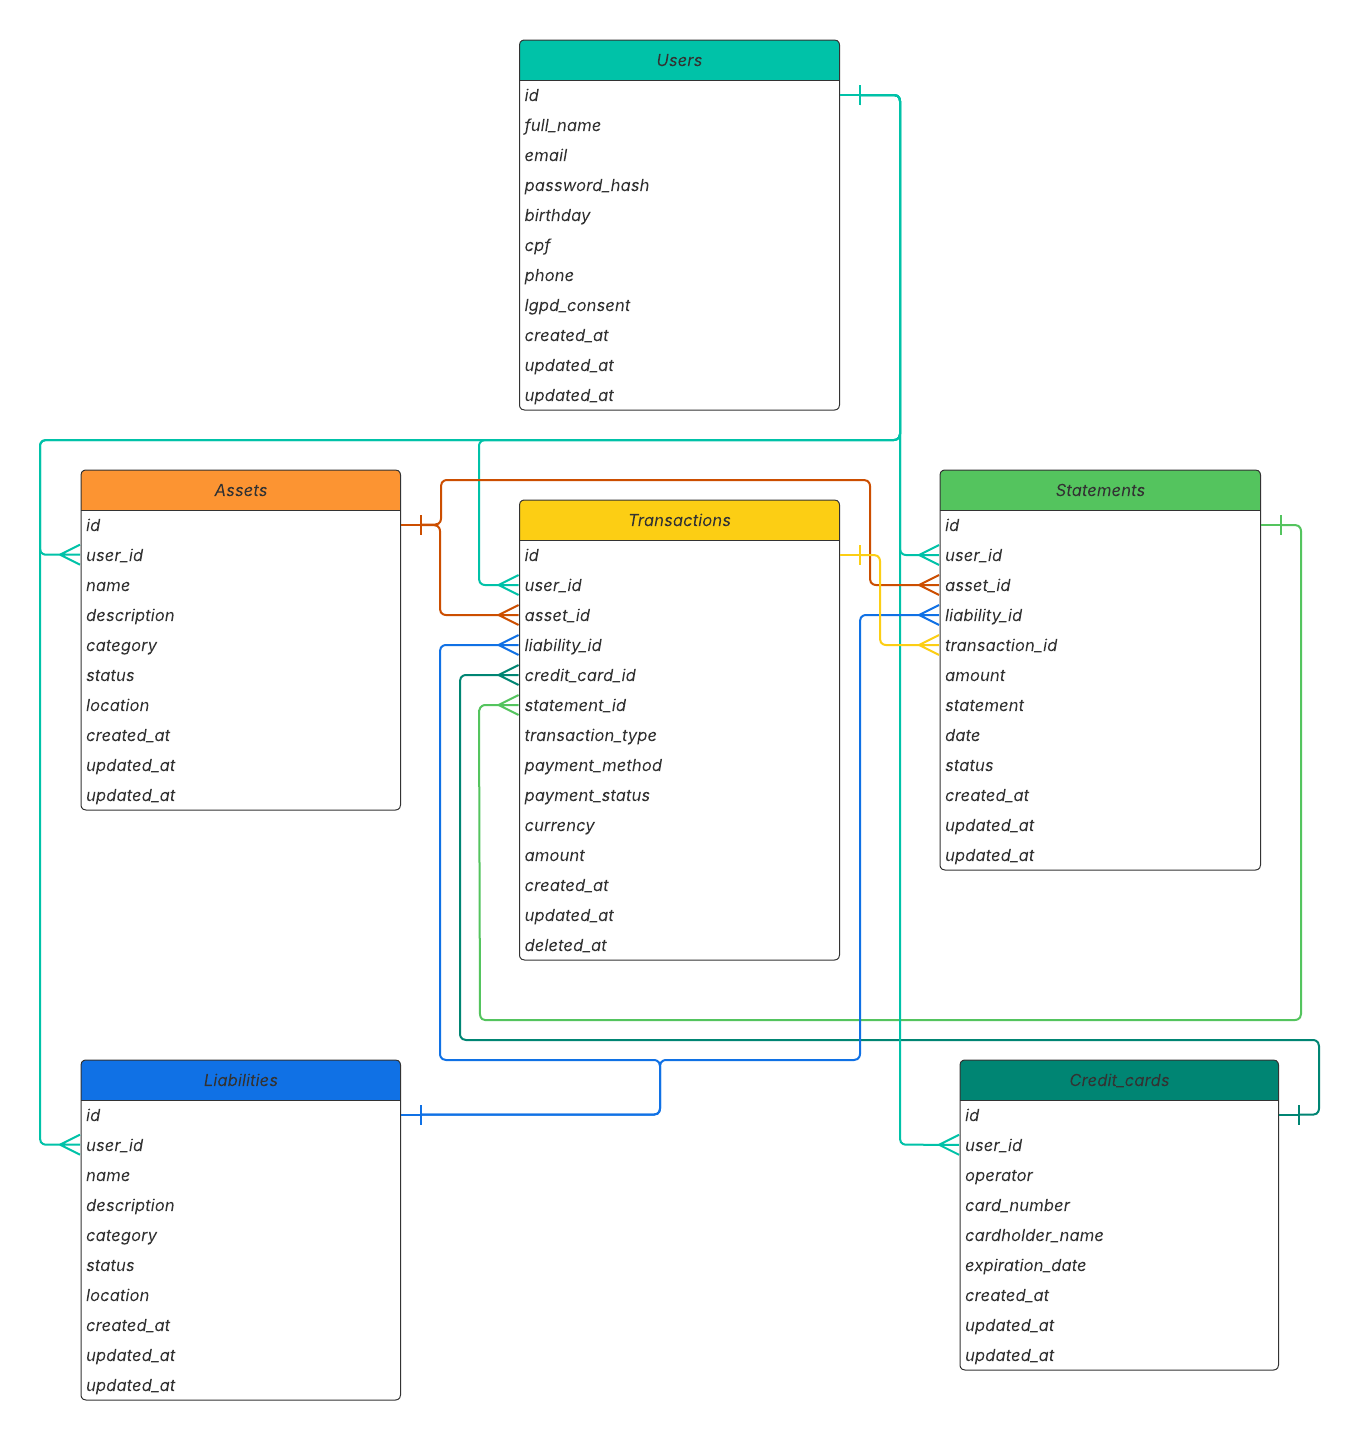 Users
id
full_name
email
password_hash
birthday
cpf
phone
lgpd_consent
created_at
updated_at
updated_at
Assets
id
user_id
name
description
category
status
location
created_at
updated_at
updated_at
Transactions
id
user_id
asset_id
liability_id
credit_card_id
statement_id
transaction_type
payment_method
payment_status
currency
amount
created_at
updated_at
deleted_at
Statements
id
user_id
asset_id
liability_id
transaction_id
amount
statement
date
status
created_at
updated_at
updated_at
Liabilities
id
user_id
name
description
category
status
location
created_at
updated_at
updated_at
Credit_cards
id
user_id
operator
card_number
cardholder_name
expiration_date
created_at
updated_at
updated_at